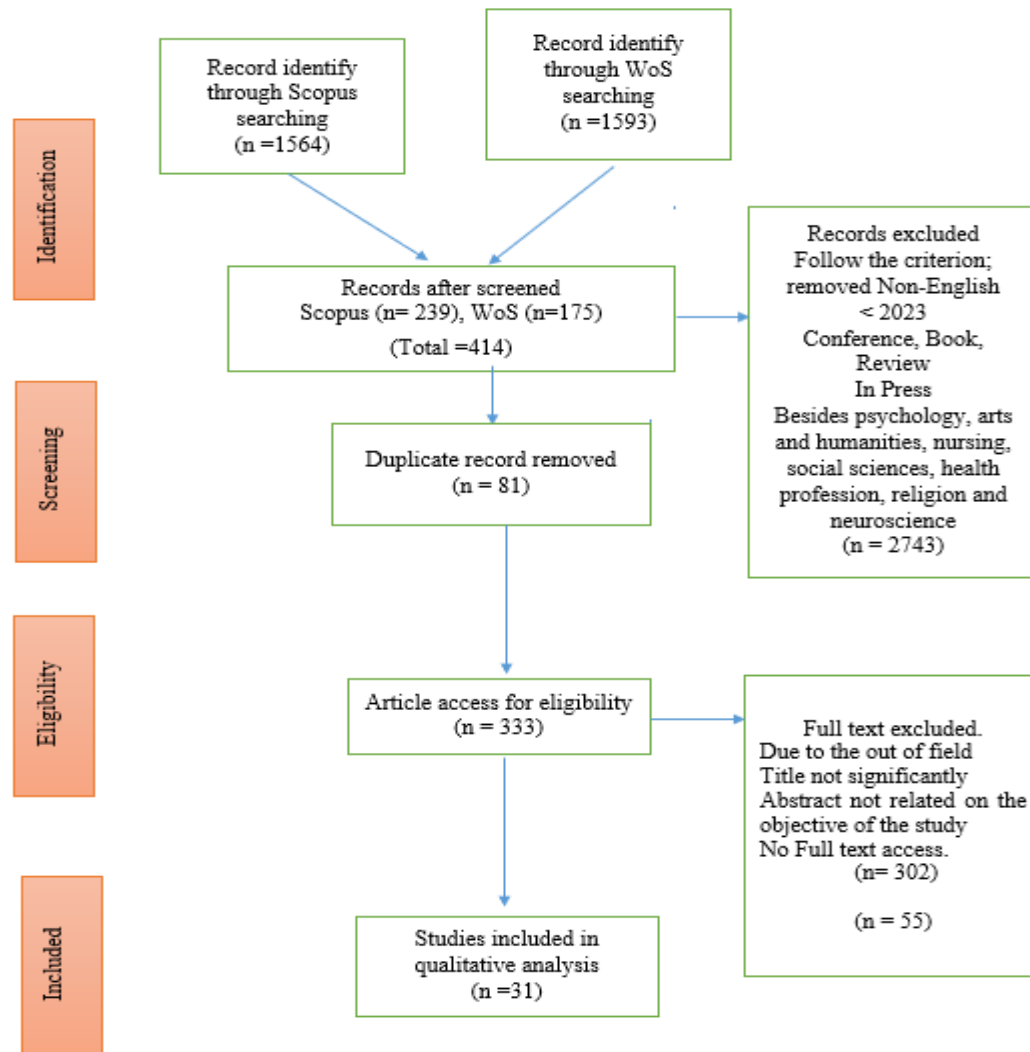 Record identify
through Scopus
searching
(n =1564)
Record identify
through WoS
searching
(n =1593)
Identification
Records after screened
Scopus (n= 239), WoS (n=175)
(Total =414)
Records excluded
Follow the criterion;
removed Non-English
< 2023
Conference, Book,
Review
In Press
Besides psychology, arts
and humanities, nursing,
social sciences, health
profession, religion and
neuroscience
(n = 2743)
Screening
Duplicate record removed
(n = 81)
Eligibility
Article access for eligibility
(n = 333)
Full text excluded.
Due to the out of field
Title not significantly
Abstract not related on the
objective of the study
No Full text access.
(n= 302)
(n = 55)
Included
Studies included in
qualitative analysis
(n =31)